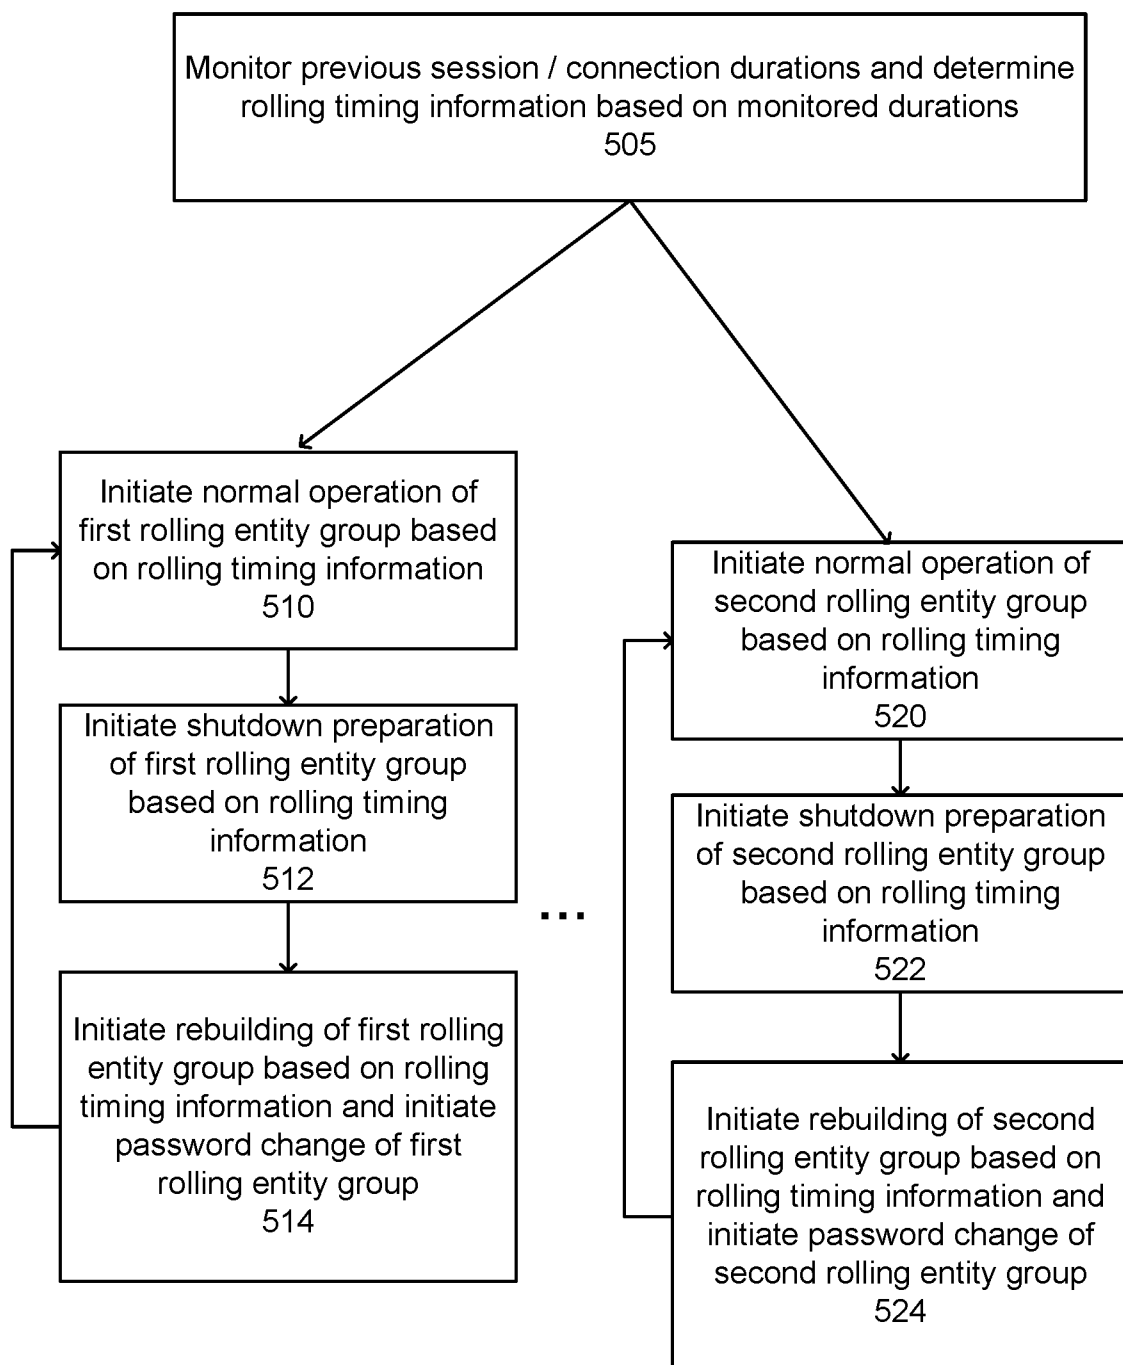 Monitor previous session / connection durations and determine
rolling timing information based on monitored durations
505
Initiate normal operation of
first rolling entity group based
on rolling timing information
510
Initiate shutdown preparation
of first rolling entity group
based on rolling timing
information
512
Initiate rebuilding of first rolling
entity group based on rolling
timing information and initiate
password change of first
rolling entity group
514
...
Initiate normal operation of
second rolling entity group
based on rolling timing
information
520
Initiate shutdown preparation
of second rolling entity group
based on rolling timing
information
522
Initiate rebuilding of second
rolling entity group based on
rolling timing information and
initiate password change of
second rolling entity group
524